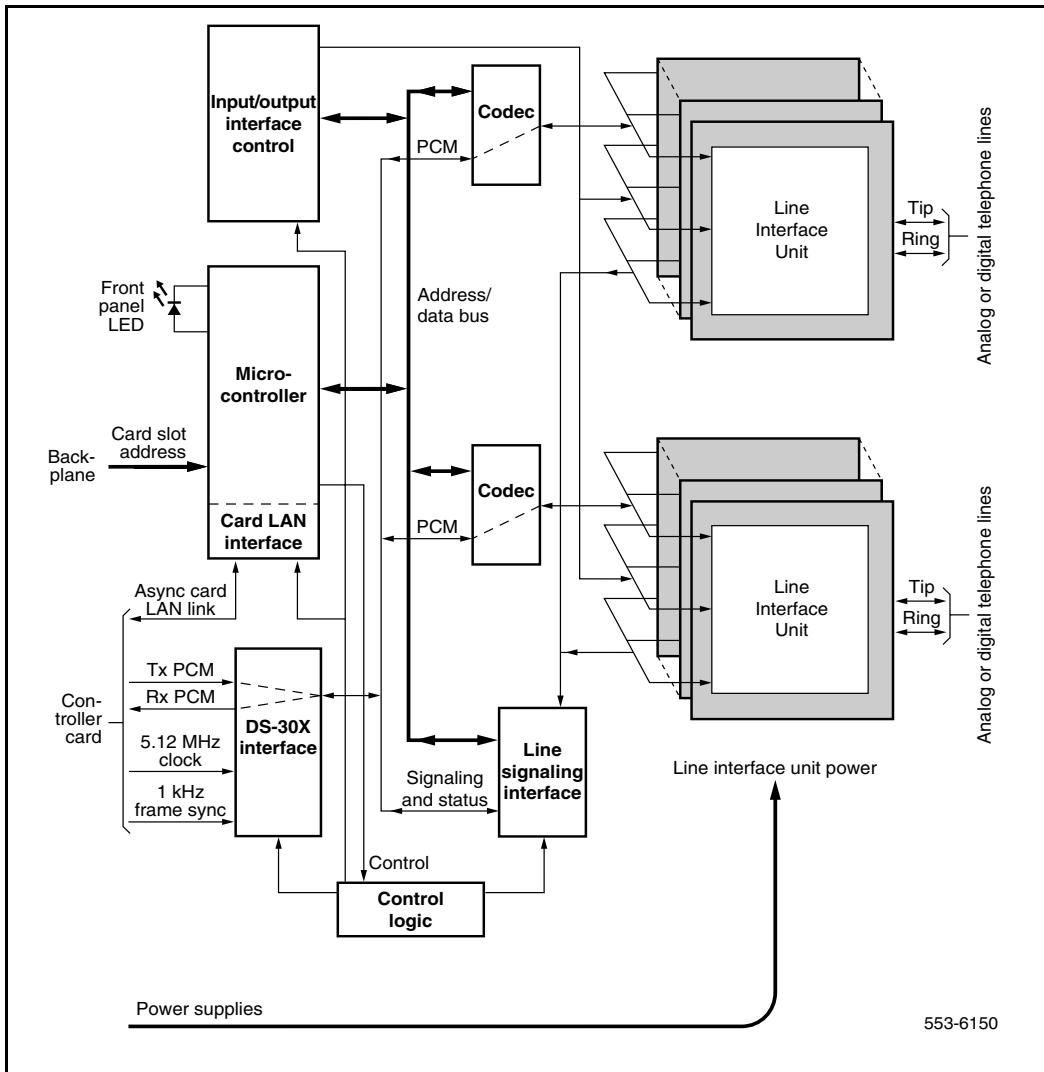 Input/output
interface
control
Codec
PCM
Line
Interface
Unit
Tip
Ring
Analog or digital telephone lines
Front
panel
LED
Address/
data bus
Micro-
controller
Card slot
address
Back-
plane
Card LAN
interface
Codec
PCM
Line
Interface
Unit
Tip
Ring
Analog or digital telephone lines
Async card
LAN link
Tx PCM
Rx PCM
Con-
troller
card
DS-30X
interface
5.12 MHz
clock
1 kHz
frame sync
Signaling
and status
Line
signaling
interface
Line interface unit power
Control
Control
logic
Power supplies
553-6150